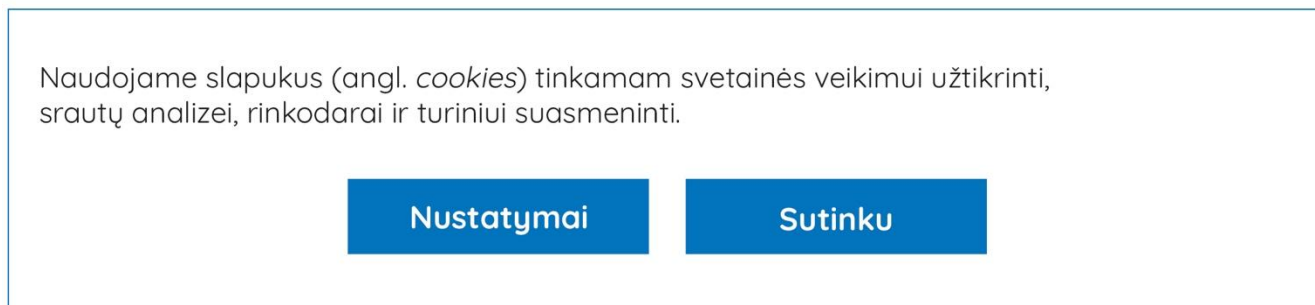 Naudojame slapukus (angl. cookies) tinkamam svetainės veikimui užtikrinti,
srautų analizei, rinkodarai ir turiniui suasmeninti.
Nustatymai
Sutinku